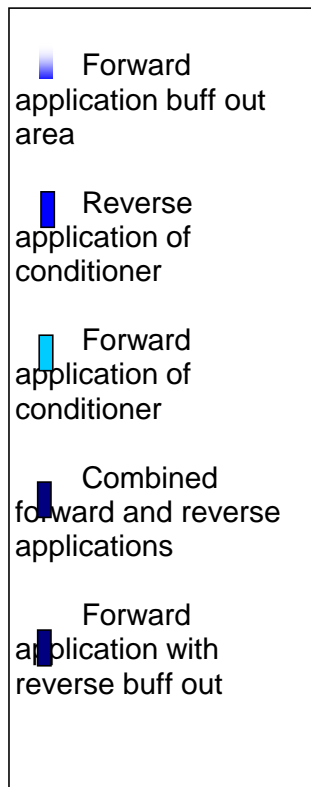 Forward
application buff out
area
Reverse
application of
conditioner
Forward
application of
conditioner
Combined
forward and reverse
applications
Forward
application with
reverse buff out